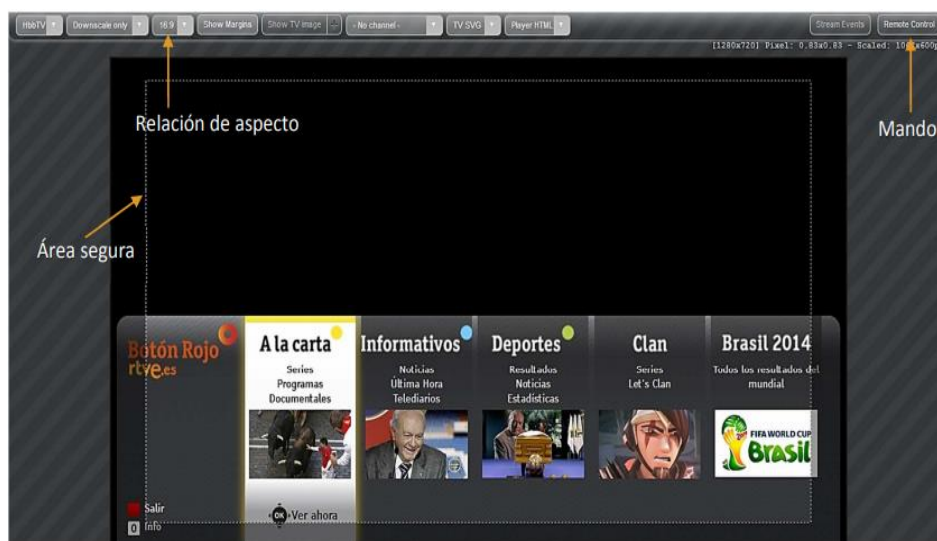 HbbTV Downscale only 16:9 Show Margins Show TV image - No channel - TV SVG Player HTML Stream Events Remote Control
[1280x720] Pixel: 0.83x0.83 - Scaled:
Relación de aspecto
Mando
Área segura
Botón Rojo
rtve.es
A la carta
Series
Programas
Documentales
Ver ahora
OK
Informativos
Noticias
Última Hora
Telediarios
Deportes
Resultados
Noticias
Estadísticas
Clan
Series
Let's Clan
Brasil 2014
Todos los resultados del
mundial
FIFA WORLD CUP
Brasil
Salir
0 Info